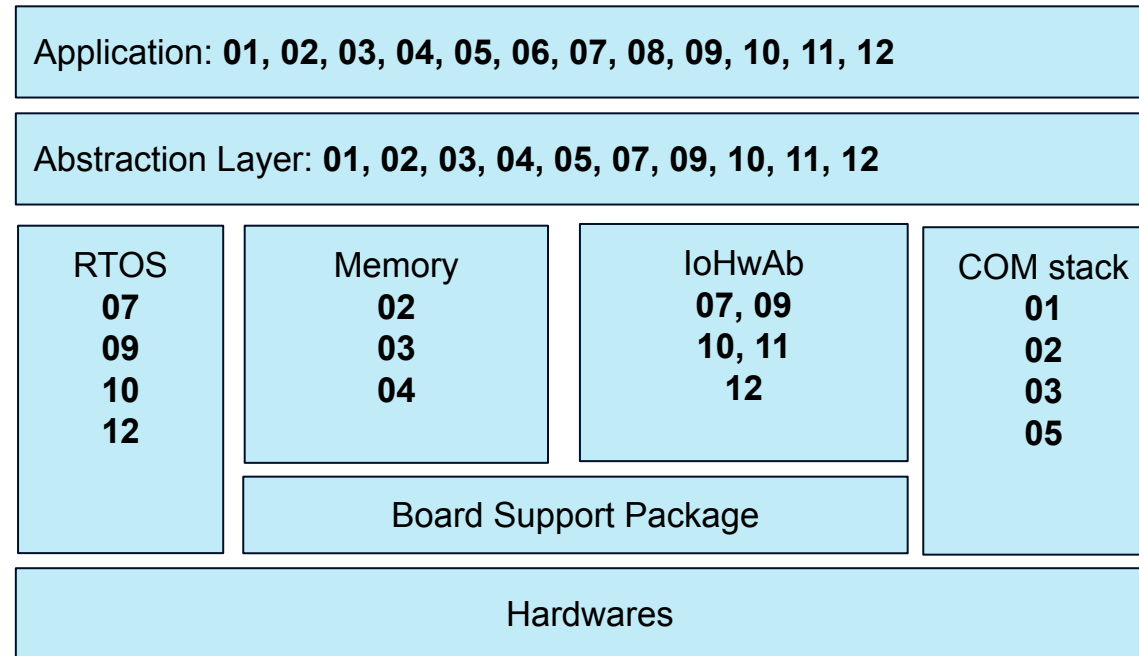 Application: 01, 02, 03, 04, 05, 06, 07, 08, 09, 10, 11, 12
Abstraction Layer: 01, 02, 03, 04, 05, 07, 09, 10, 11, 12
RTOS
07
09
10
12
Memory
02
03
04
IoHwAb
07, 09
10, 11
12
COM stack
01
02
03
05
Board Support Package
Hardwares